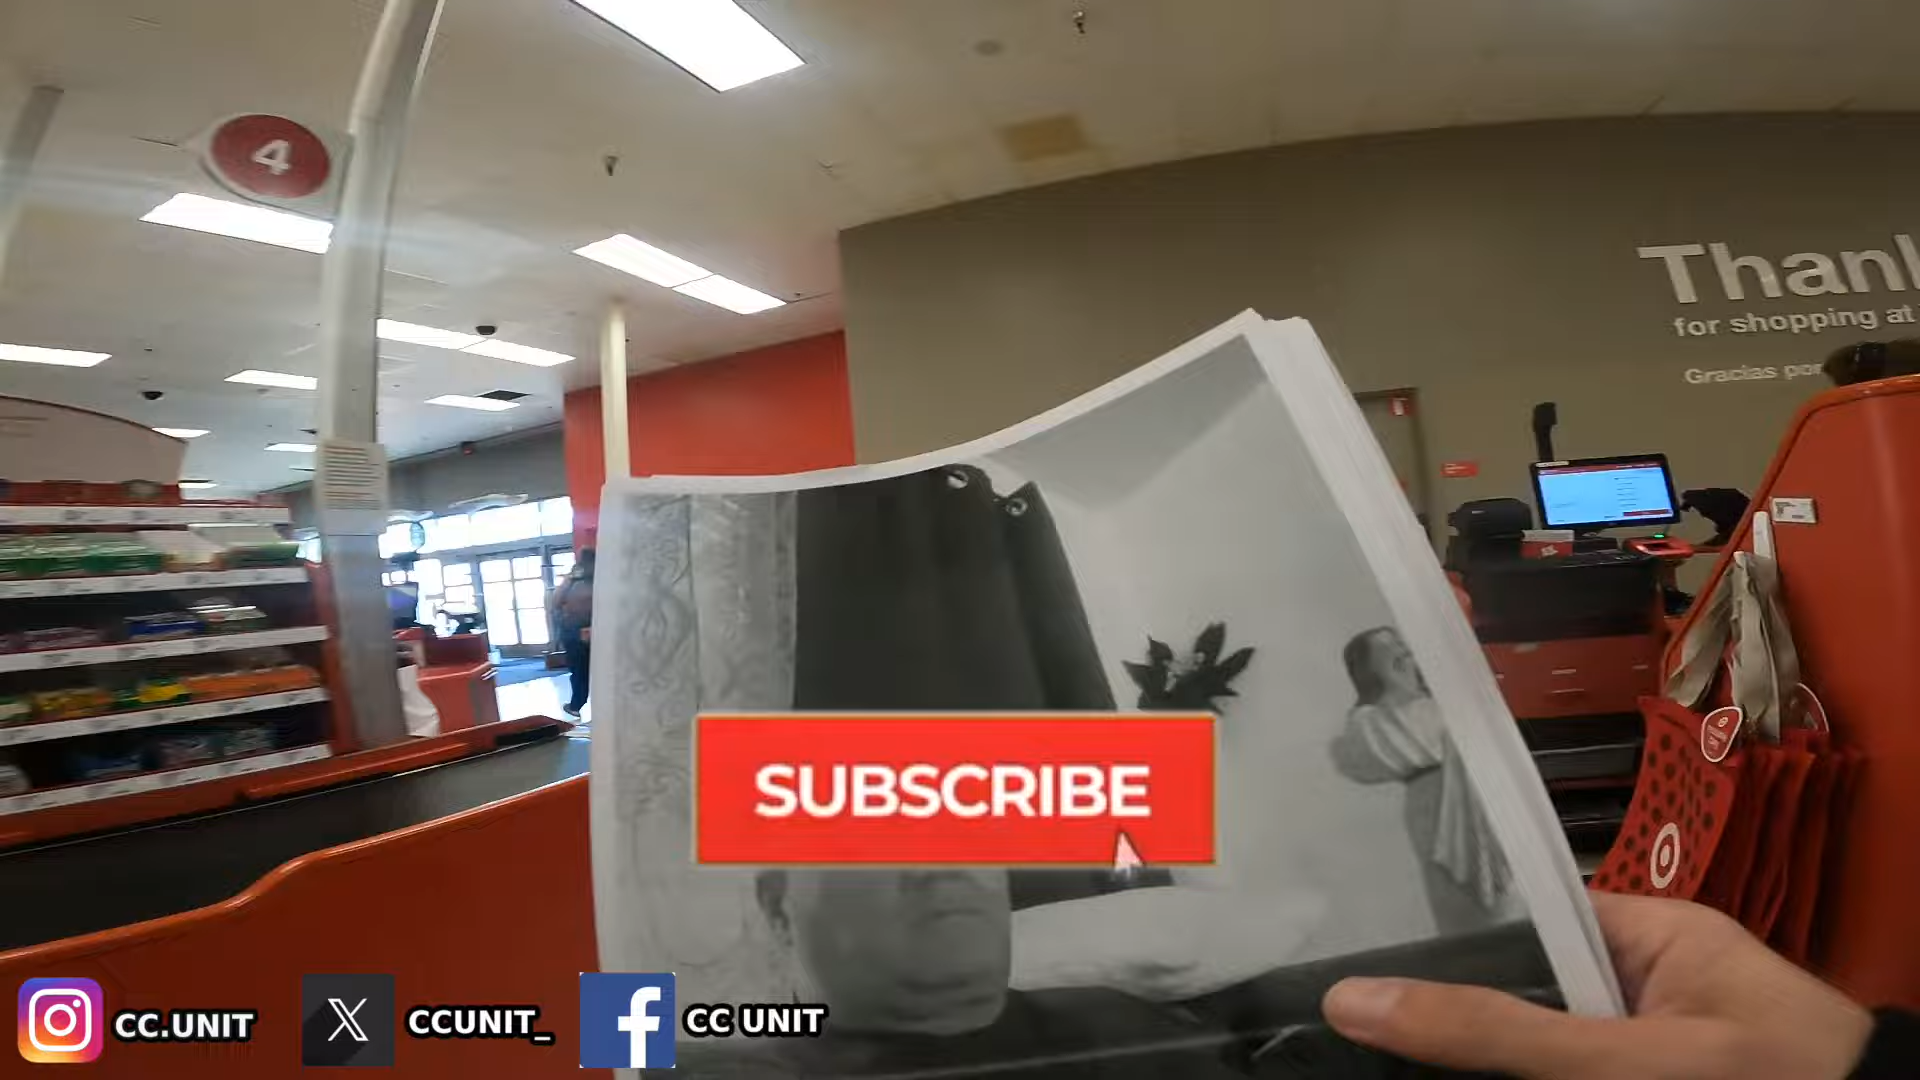 4
Thank
for shopping at
Gracias por
SUBSCRIBE
CC.UNIT
CCUNIT_
CC UNIT